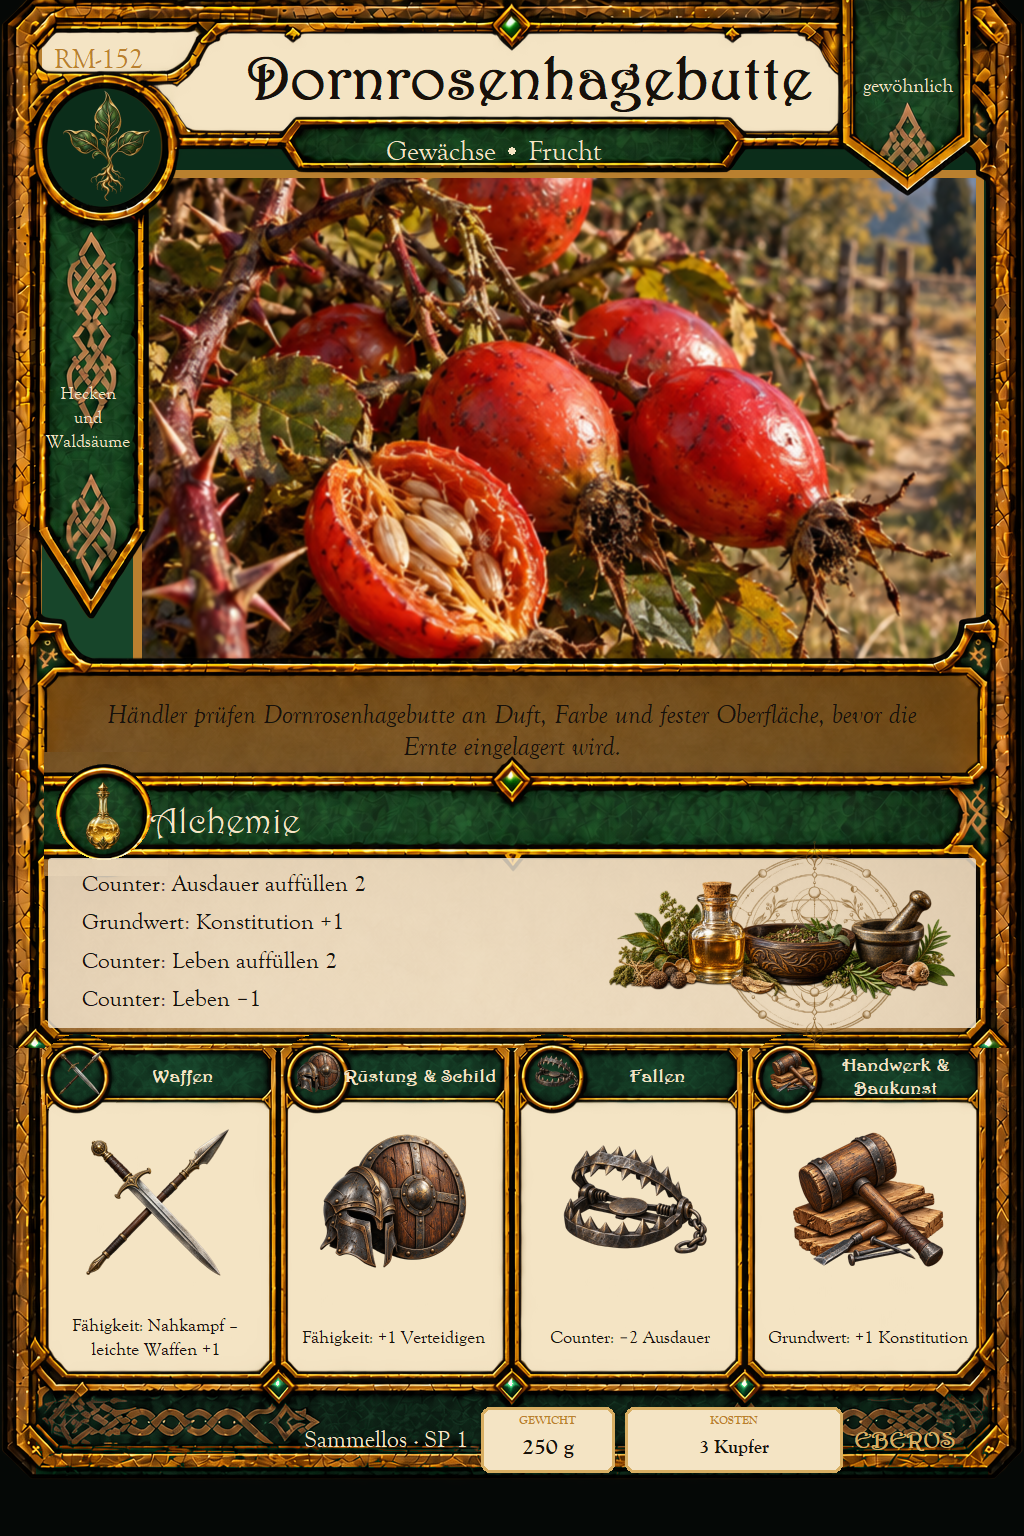 RM-152
Dornrosenhagebutte
gewöhnlich
Gewächse • Frucht
Hecken
und
Waldsäume
Händler prüfen Dornrosenhagebutte an Duft, Farbe und fester Oberfläche, bevor die
Ernte eingelagert wird.
Alchemie
Counter: Ausdauer auffüllen 2
Grundwert: Konstitution +1
Counter: Leben auffüllen 2
Counter: Leben −1
Waffen
Fähigkeit: Nahkampf –
leichte Waffen +1
Rüstung & Schild
Fähigkeit: +1 Verteidigen
Fallen
Counter: −2 Ausdauer
Handwerk &
Baukunst
Grundwert: +1 Konstitution
Sammellos · SP 1
GEWICHT
250 g
KOSTEN
3 Kupfer
EBEROS